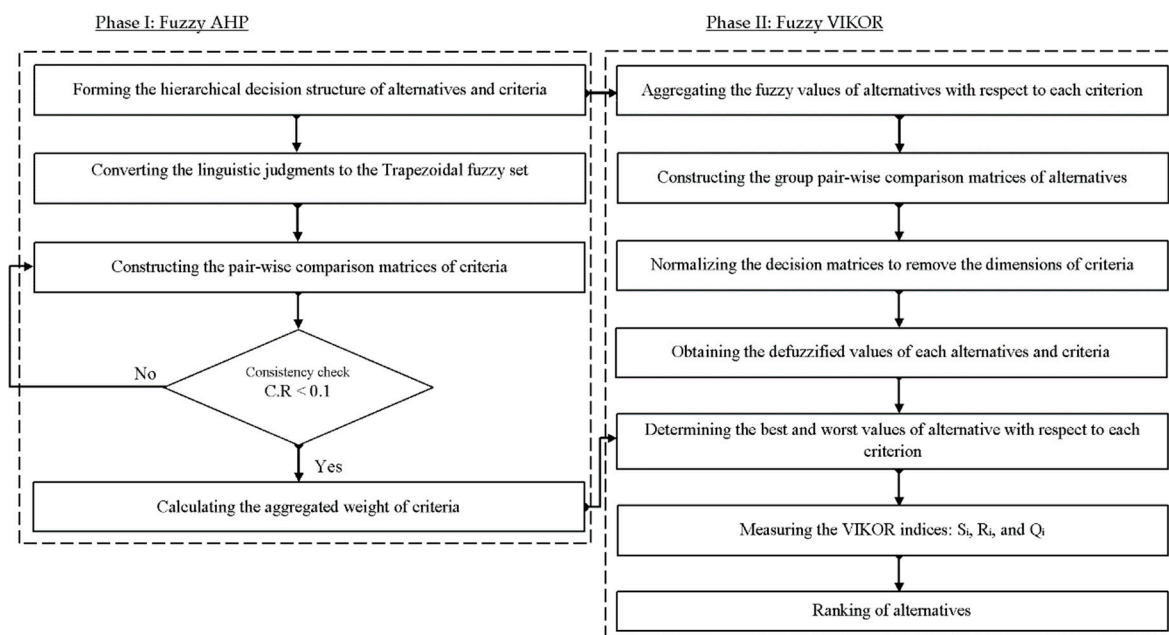 Phase I: Fuzzy AHP
Forming the hierarchical decision structure of alternatives and criteria
Converting the linguistic judgments to the Trapezoidal fuzzy set
Constructing the pair-wise comparison matrices of criteria
No
Consistency check
C.R < 0.1
Yes
Calculating the aggregated weight of criteria
Phase II: Fuzzy VIKOR
Aggregating the fuzzy values of alternatives with respect to each criterion
Constructing the group pair-wise comparison matrices of alternatives
Normalizing the decision matrices to remove the dimensions of criteria
Obtaining the defuzzified values of each alternatives and criteria
Determining the best and worst values of alternative with respect to each
criterion
Measuring the VIKOR indices: Sᵢ, Rᵢ, and Qᵢ
Ranking of alternatives